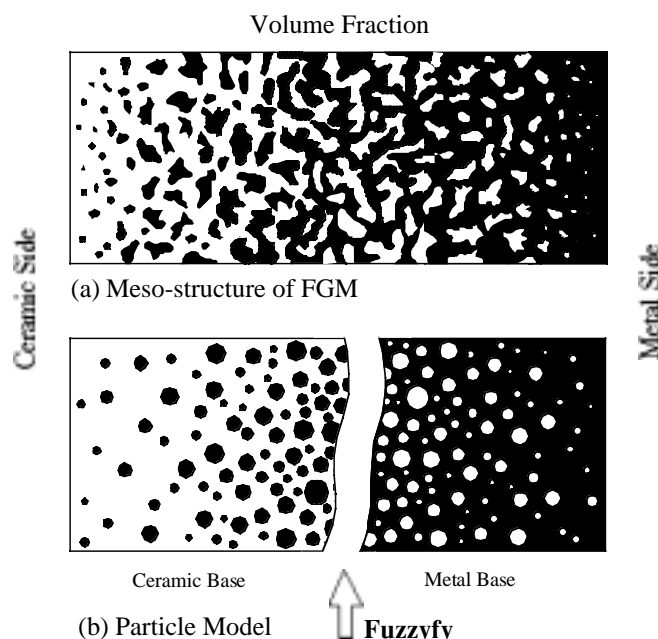 Volume Fraction
Ceramic Side
Metal Side
(a) Meso-structure of FGM
Ceramic Base
Metal Base
(b) Particle Model
Fuzzyfy